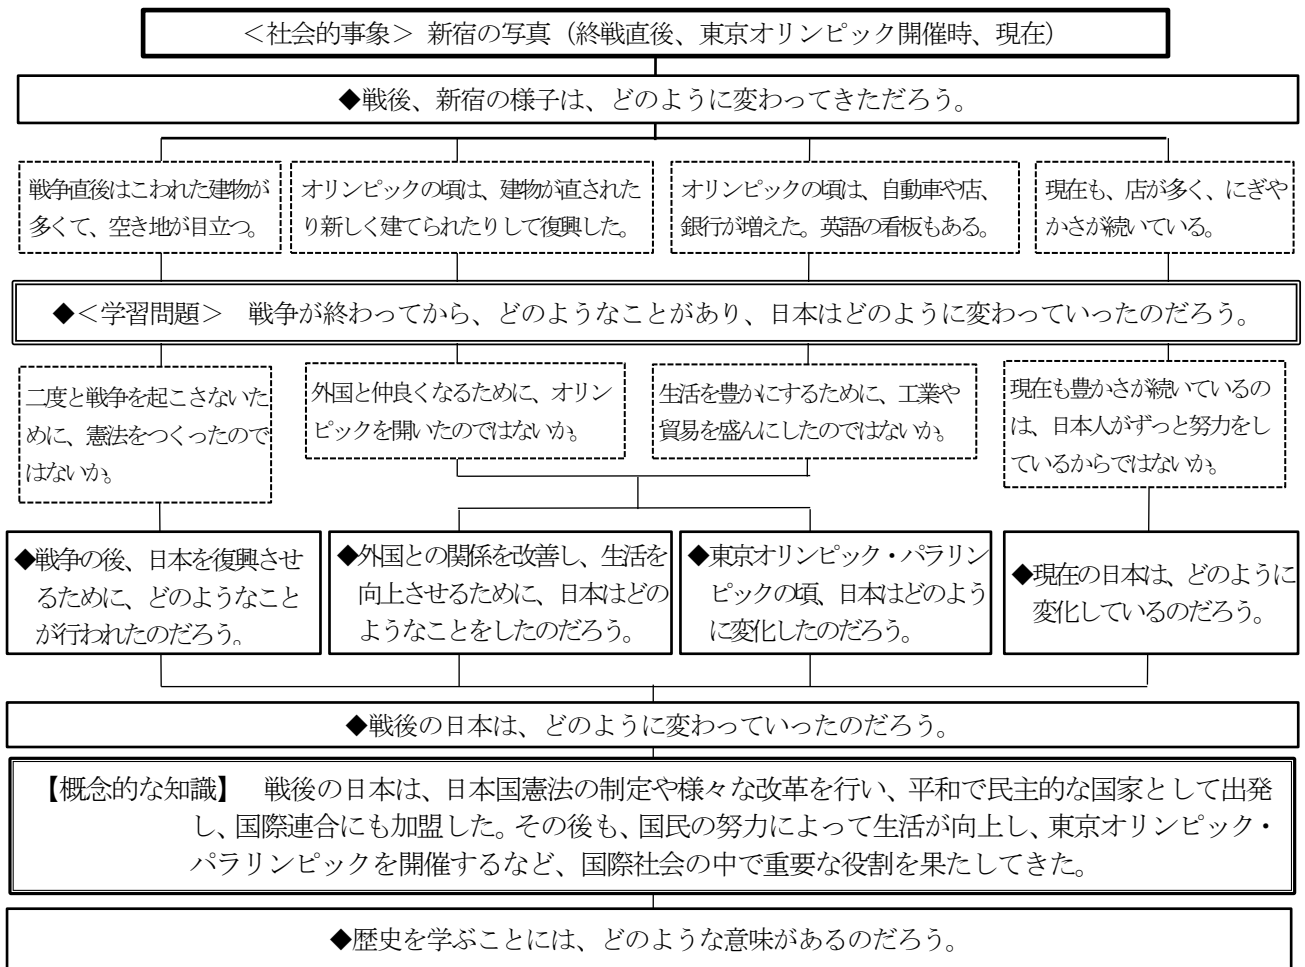 ＜社会的事象＞ 新宿の写真（終戦直後、東京オリンピック開催時、現在）
◆戦後、新宿の様子は、どのように変わってきただろう。
戦争直後はこわれた建物が
多くて、空き地が目立つ。
オリンピックの頃は、建物が直された
り新しく建てられたりして復興した。
オリンピックの頃は、自動車や店、
銀行が増えた。英語の看板もある。
現在も、店が多く、にぎや
かさが続いている。
◆＜学習問題＞　戦争が終わってから、どのようなことがあり、日本はどのように変わっていったのだろう。
二度と戦争を起こさないた
めに、憲法をつくったので
はないか。
外国と仲良くなるために、オリン
ピックを開いたのではないか。
生活を豊かにするために、工業や
貿易を盛んにしたのではないか。
現在も豊かさが続いているの
は、日本人がずっと努力をし
ているからではないか。
◆戦争の後、日本を復興させ
るために、どのようなこと
が行われたのだろう。
◆外国との関係を改善し、生活を
向上させるために、日本はどの
ようなことをしたのだろう。
◆東京オリンピック・パラリン
ピックの頃、日本はどのよう
に変化したのだろう。
◆現在の日本は、どのように
変化しているのだろう。
◆戦後の日本は、どのように変わっていったのだろう。
【概念的な知識】　戦後の日本は、日本国憲法の制定や様々な改革を行い、平和で民主的な国家として出発
し、国際連合にも加盟した。その後も、国民の努力によって生活が向上し、東京オリンピック・
パラリンピックを開催するなど、国際社会の中で重要な役割を果たしてきた。
◆歴史を学ぶことには、どのような意味があるのだろう。